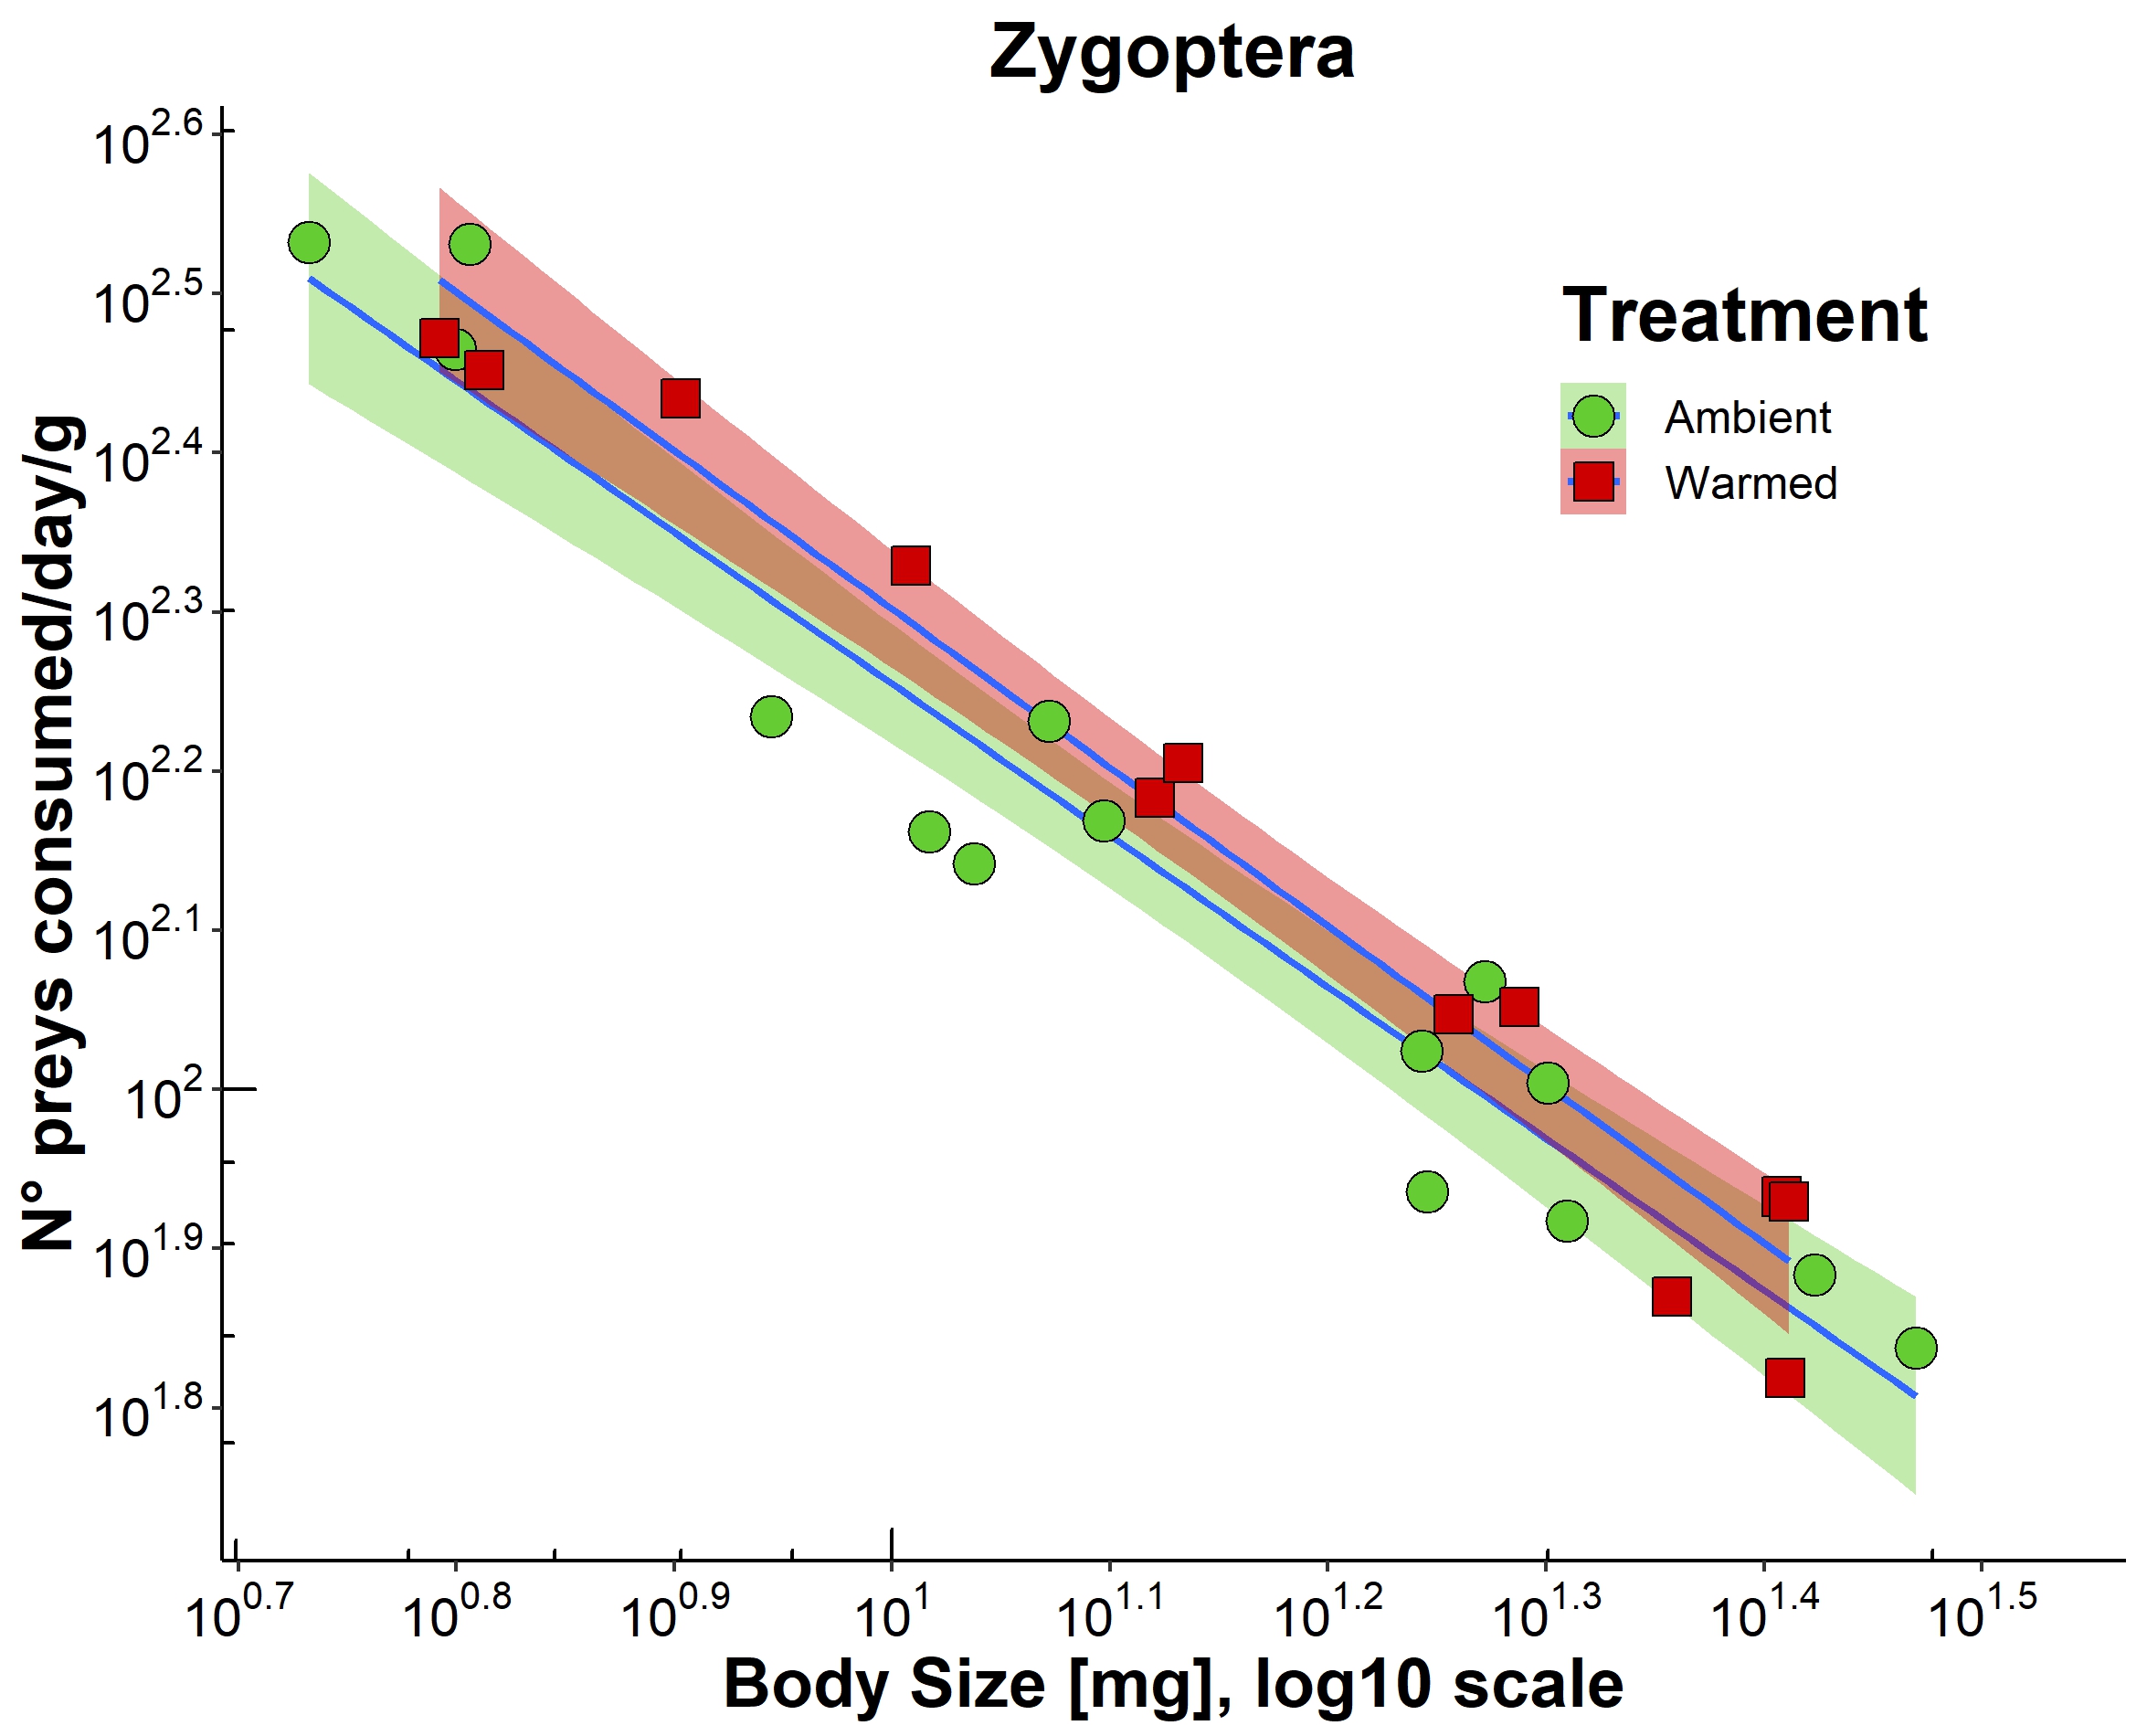 Zygoptera
N° preys consumed/day/g
10^2.6
10^2.5
10^2.4
10^2.3
10^2.2
10^2.1
10^2
10^1.9
10^1.8
Treatment
Ambient
Warmed
10^0.7 10^0.8 10^0.9 10^1 10^1.1 10^1.2 10^1.3 10^1.4 10^1.5
Body Size [mg], log10 scale